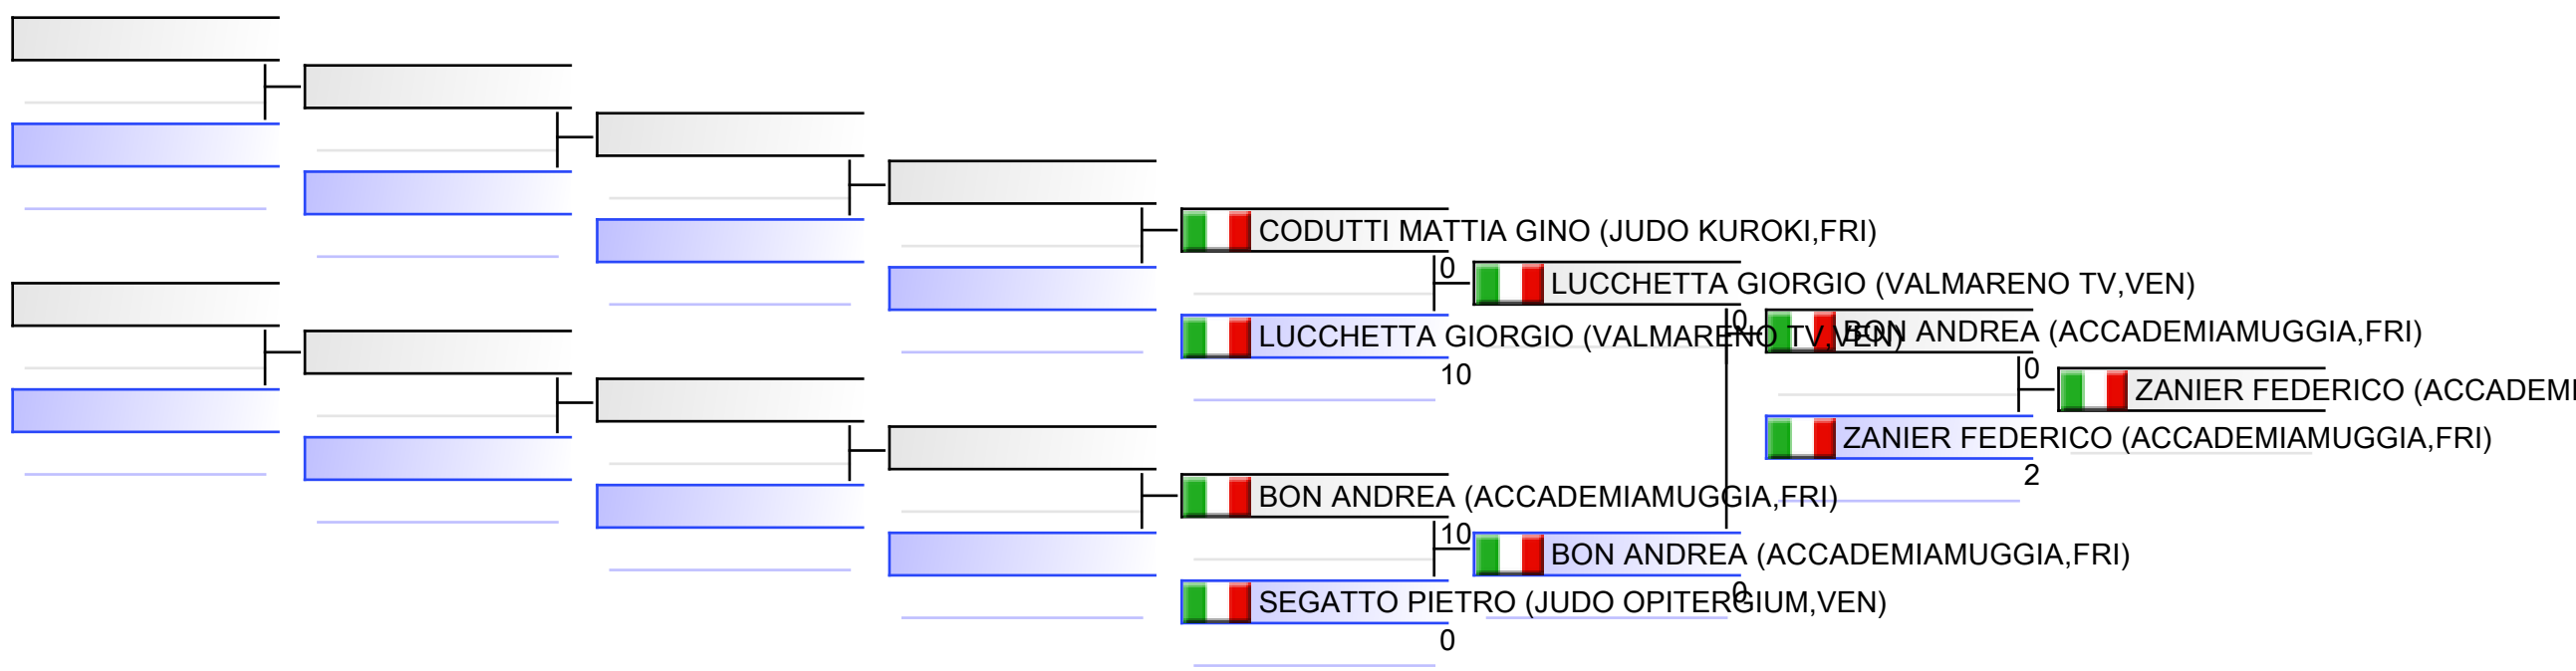 CODUTTI MATTIA GINO (JUDO KUROKI,FRI)
0
LUCCHETTA GIORGIO (VALMARENO TV,VEN)
10
LUCCHETTA GIORGIO (VALMARENO TV,VEN)
0
BON ANDREA (ACCADEMIAMUGGIA,FRI)
0
ZANIER FEDERICO (ACCADEMIAMUGGIA,FRI)
2
ZANIER FEDERICO (ACCADEMI
BON ANDREA (ACCADEMIAMUGGIA,FRI)
10
BON ANDREA (ACCADEMIAMUGGIA,FRI)
0
SEGATTO PIETRO (JUDO OPITERGIUM,VEN)
0